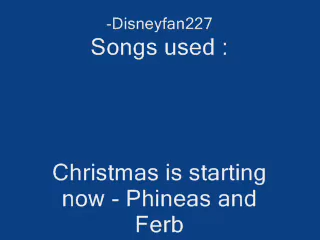 -Disneyfan227
Songs used :
Christmas is starting
now - Phineas and
Ferb